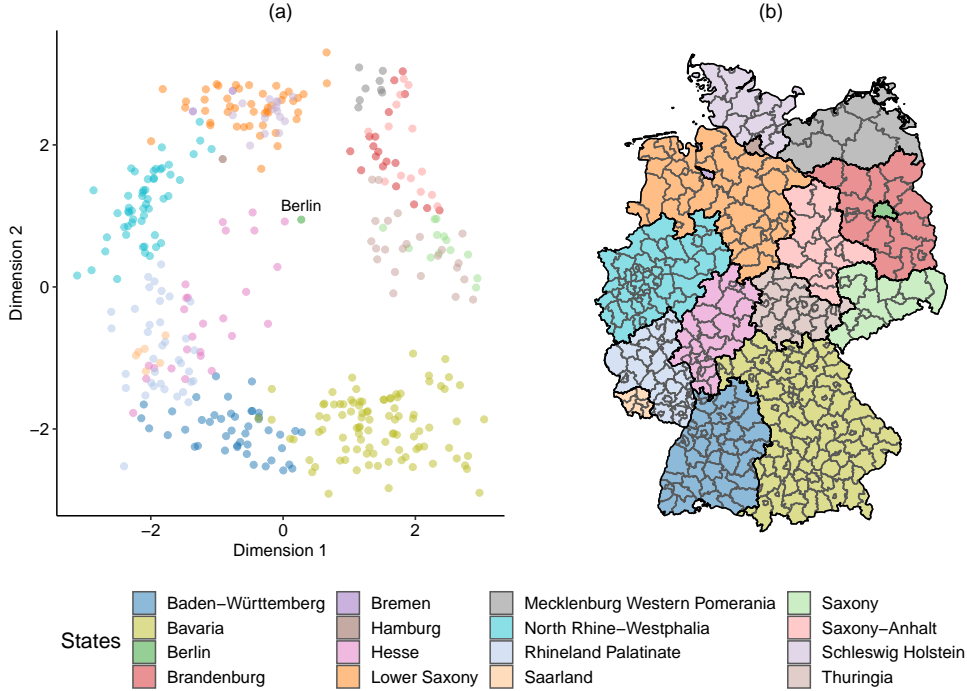 (a)
(b)
2
0
−2
Dimension 2
Berlin
−2
0
2
Dimension 1
States
Baden−Württemberg
Bavaria
Berlin
Brandenburg
Bremen
Hamburg
Hesse
Lower Saxony
Mecklenburg Western Pomerania
North Rhine−Westphalia
Rhineland Palatinate
Saarland
Saxony
Saxony−Anhalt
Schleswig Holstein
Thuringia